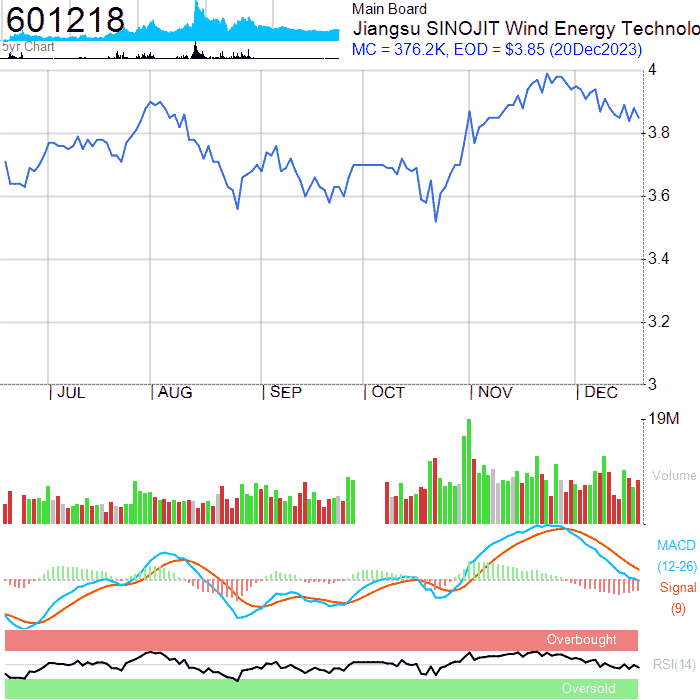 601218
5yr Chart
Main Board
Jiangsu SINOJIT Wind Energy Technolo
MC = 376.2K, EOD = $3.85 (20Dec2023)
4
3.8
3.6
3.4
3.2
3
JUL AUG SEP OCT NOV DEC
19M
Volume
MACD
(12-26)
Signal
(9)
Overbought
RSI(14)
Oversold